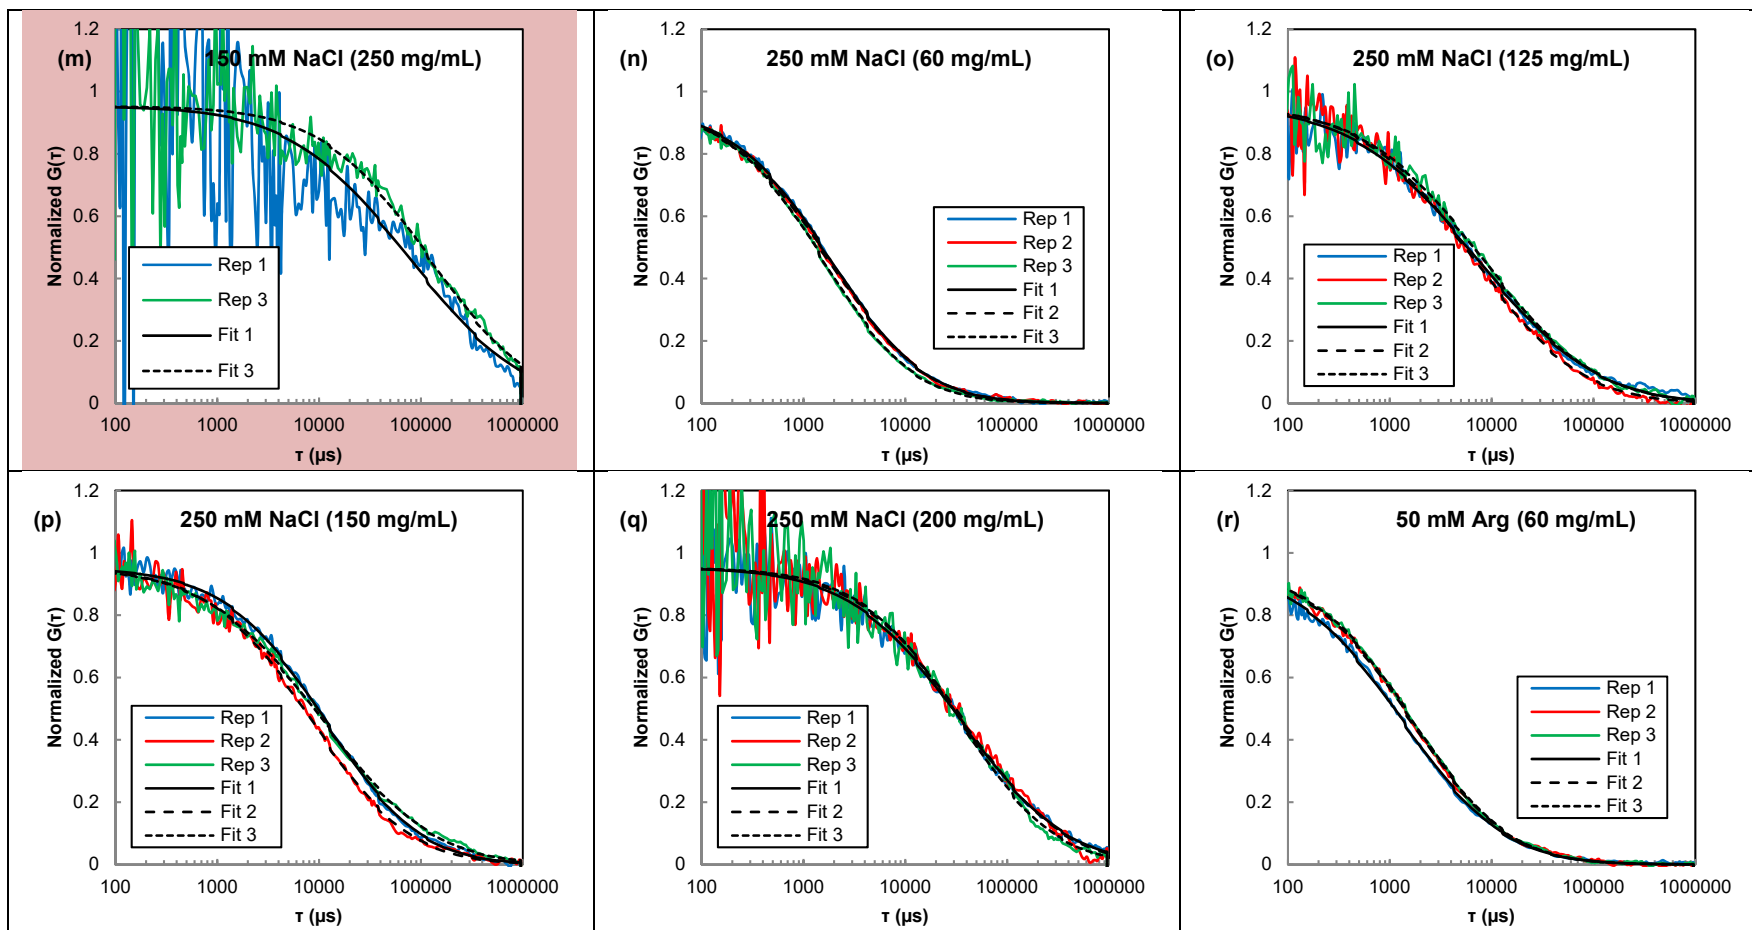 (m)
150 mM NaCl (250 mg/mL)
Normalized G(τ)
1.2
1
0.8
0.6
0.4
0.2
0
Rep 1
Rep 3
Fit 1
Fit 3
100 1000 10000 100000 1000000
τ (µs)
(n)
250 mM NaCl (60 mg/mL)
Normalized G(τ)
1.2
1
0.8
0.6
0.4
0.2
0
Rep 1
Rep 2
Rep 3
Fit 1
Fit 2
Fit 3
100 1000 10000 100000 1000000
τ (µs)
(o)
250 mM NaCl (125 mg/mL)
Normalized G(τ)
1.2
1
0.8
0.6
0.4
0.2
0
Rep 1
Rep 2
Rep 3
Fit 1
Fit 2
Fit 3
100 1000 10000 100000 1000000
τ (µs)
(p)
250 mM NaCl (150 mg/mL)
Normalized G(τ)
1.2
1
0.8
0.6
0.4
0.2
0
Rep 1
Rep 2
Rep 3
Fit 1
Fit 2
Fit 3
100 1000 10000 100000 1000000
τ (µs)
(q)
250 mM NaCl (200 mg/mL)
Normalized G(τ)
1.2
1
0.8
0.6
0.4
0.2
0
Rep 1
Rep 2
Rep 3
Fit 1
Fit 2
Fit 3
100 1000 10000 100000 1000000
τ (µs)
(r)
50 mM Arg (60 mg/mL)
Normalized G(τ)
1.2
1
0.8
0.6
0.4
0.2
0
Rep 1
Rep 2
Rep 3
Fit 1
Fit 2
Fit 3
100 1000 10000 100000 1000000
τ (µs)